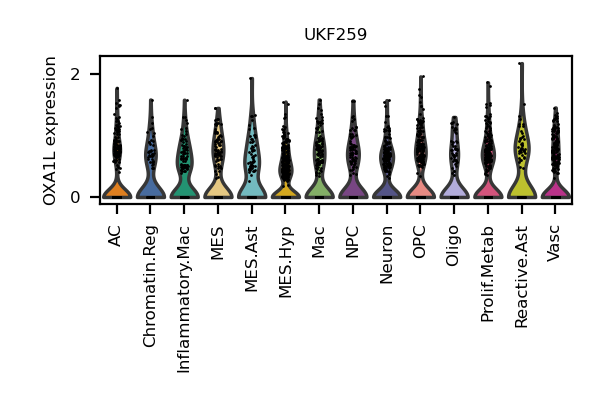 UKF259
OXA1L expression
2
0
AC
Chromatin.Reg
Inflammatory.Mac
MES
MES.Ast
MES.Hyp
Mac
NPC
Neuron
OPC
Oligo
Prolif.Metab
Reactive.Ast
Vasc